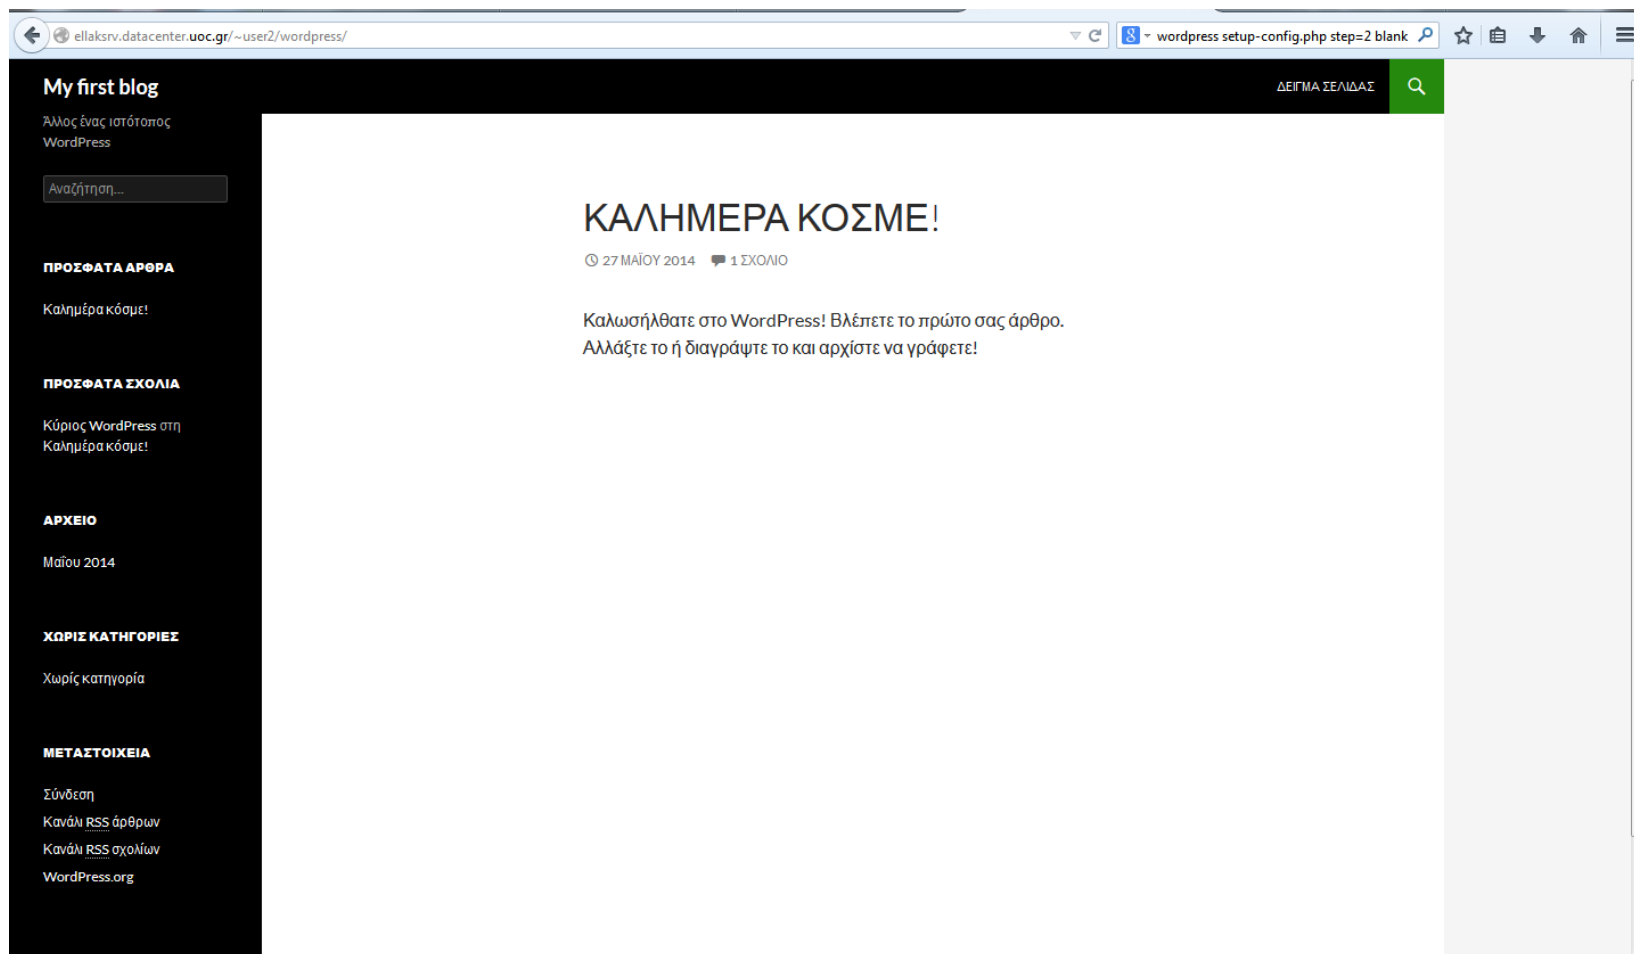 ellaksrv.datacenter.uoc.gr/~user2/wordpress/
8 wordpress setup-config.php step=2 blank
My first blog
ΔΕΙΓΜΑ ΣΕΛΙΔΑΣ
Άλλος ένας ιστότοπος
WordPress
Αναζήτηση...
ΠΡΟΣΦΑΤΑ ΑΡΘΡΑ
Καλημέρα κόσμε!
ΠΡΟΣΦΑΤΑ ΣΧΟΛΙΑ
Κύριος WordPress στη
Καλημέρα κόσμε!
ΑΡΧΕΙΟ
Μαΐου 2014
ΧΩΡΙΣ ΚΑΤΗΓΟΡΙΕΣ
Χωρίς κατηγορία
ΜΕΤΑΣΤΟΙΧΕΙΑ
Σύνδεση
Κανάλι RSS άρθρων
Κανάλι RSS σχολίων
WordPress.org
ΚΑΛΗΜΕΡΑ ΚΟΣΜΕ!
27 ΜΑΪΟΥ 2014 1 ΣΧΟΛΙΟ
Καλωσήλθατε στο WordPress! Βλέπετε το πρώτο σας άρθρο.
Αλλάξτε το ή διαγράψτε το και αρχίστε να γράφετε!